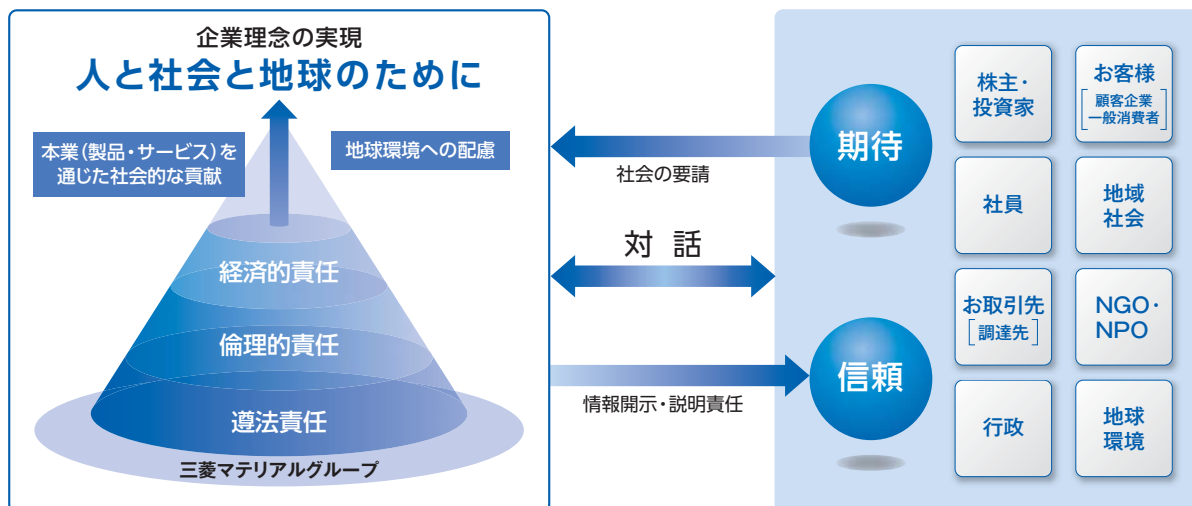 企業理念の実現
人と社会と地球のために
本業(製品・サービス)を
通じた社会的な貢献
地球環境への配慮
経済的責任
倫理的責任
遵法責任
三菱マテリアルグループ
社会の要請
対話
情報開示・説明責任
期待
信頼
株主・
投資家
お客様
[顧客企業
一般消費者]
社員
地域
社会
お取引先
[調達先]
NGO・
NPO
行政
地球
環境